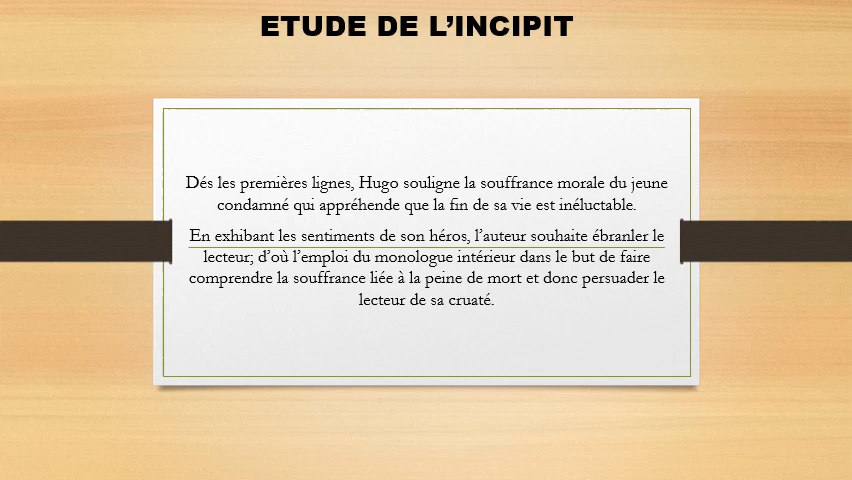 ETUDE DE L’INCIPIT
Dés les premières lignes, Hugo souligne la souffrance morale du jeune
condamné qui appréhende que la fin de sa vie est inéluctable.
En exhibant les sentiments de son héros, l’auteur souhaite ébranler le
lecteur; d’où l’emploi du monologue intérieur dans le but de faire
comprendre la souffrance liée à la peine de mort et donc persuader le
lecteur de sa cruaté.